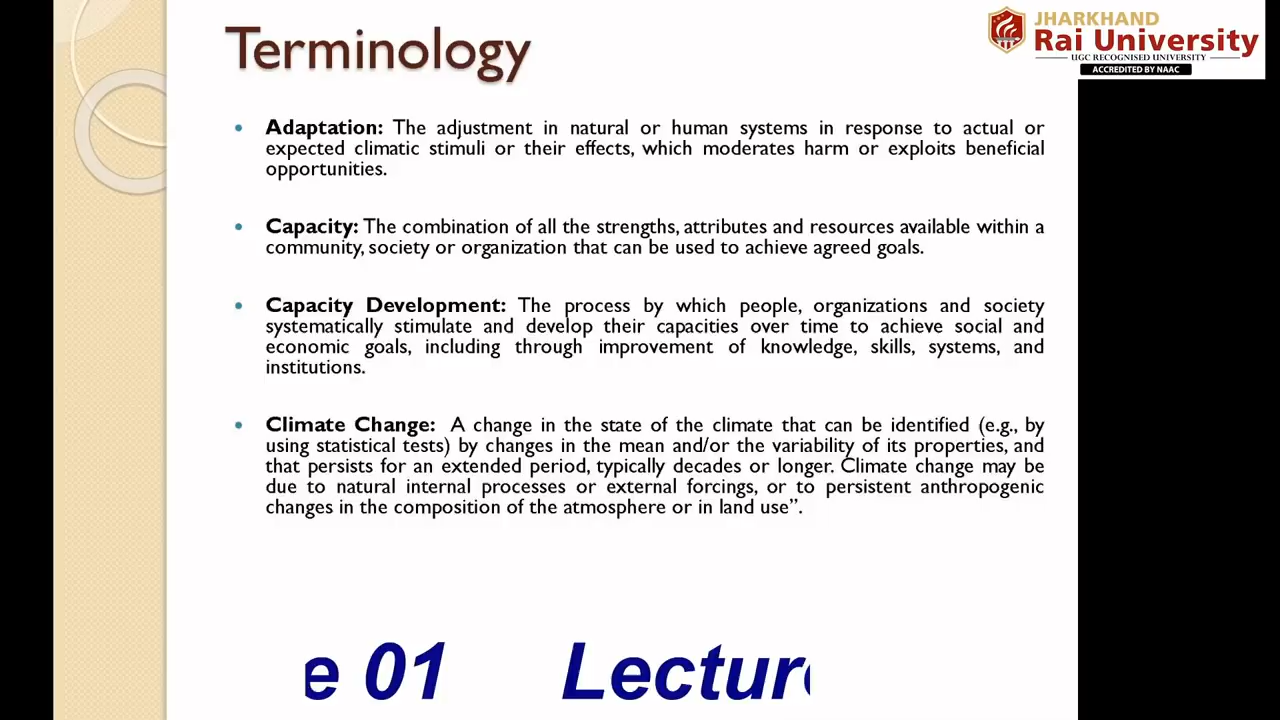 Terminology
JHARKHAND
Rai University
UGC RECOGNISED UNIVERSITY
ACCREDITED BY NAAC
• Adaptation: The adjustment in natural or human systems in response to actual or
expected climatic stimuli or their effects, which moderates harm or exploits beneficial
opportunities.
• Capacity: The combination of all the strengths, attributes and resources available within a
community, society or organization that can be used to achieve agreed goals.
• Capacity Development: The process by which people, organizations and society
systematically stimulate and develop their capacities over time to achieve social and
economic goals, including through improvement of knowledge, skills, systems, and
institutions.
• Climate Change: A change in the state of the climate that can be identified (e.g., by
using statistical tests) by changes in the mean and/or the variability of its properties, and
that persists for an extended period, typically decades or longer. Climate change may be
due to natural internal processes or external forcings, or to persistent anthropogenic
changes in the composition of the atmosphere or in land use”.
e 01 Lecture